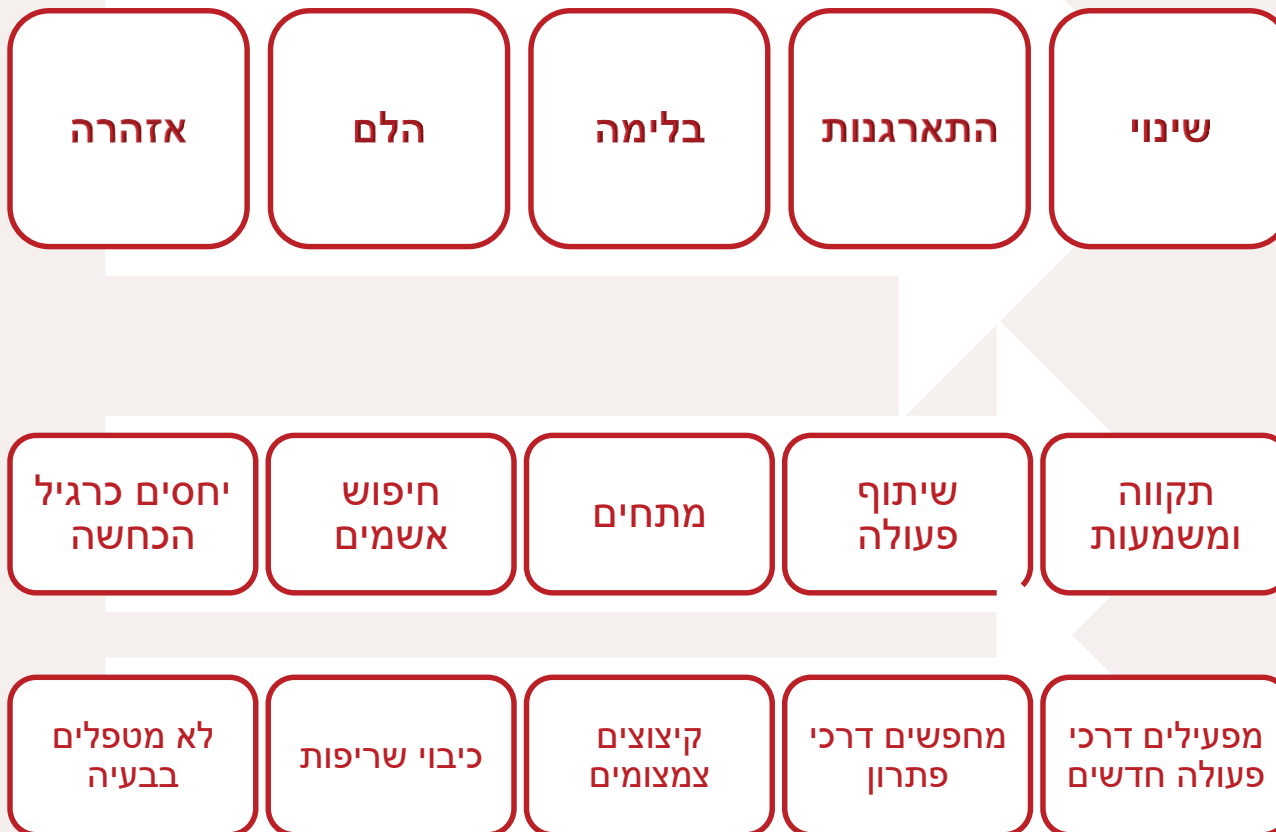 אזהרה
הלם
בלימה
התארגנות
שינוי
יחסים כרגיל
הכחשה
חיפוש
אשמים
מתחים
שיתוף
פעולה
תקווה
ומשמעות
לא מטפלים
בבעיה
כיבוי שריפות
קיצוצים
צמצומים
מחפשים דרכי
פתרון
מפעילים דרכי
פעולה חדשים